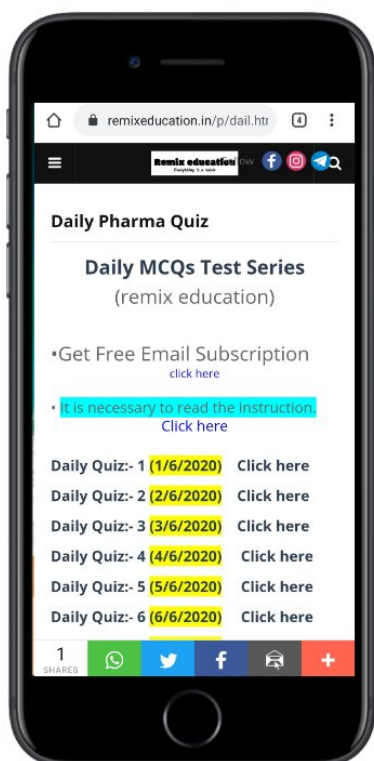 remixeducation.in/p/dail.htr
4
Remix education
Follow
Daily Pharma Quiz
Daily MCQs Test Series
(remix education)
•Get Free Email Subscription
click here
• It is necessary to read the instruction.
Click here
Daily Quiz:- 1 (1/6/2020) Click here
Daily Quiz:- 2 (2/6/2020) Click here
Daily Quiz:- 3 (3/6/2020) Click here
Daily Quiz:- 4 (4/6/2020) Click here
Daily Quiz:- 5 (5/6/2020) Click here
Daily Quiz:- 6 (6/6/2020) Click here
1
SHARES